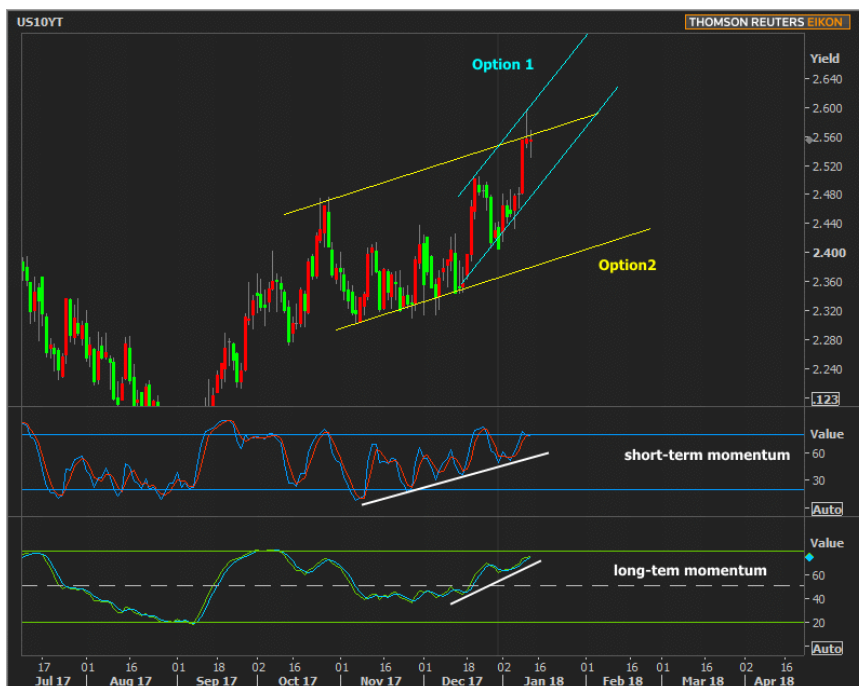 US10YT
THOMSON REUTERS EIKON
Yield
Option 1
2.640
2.600
2.560
2.520
2.480
2.440
2.400
Option2
2.360
2.320
2.280
2.240
.123
Value
short-term momentum
60
30
Auto
Value
long-tem momentum
60
40
20
Auto
17 01 16 01 18 02 16 01 16 01 18 02 16 01 16 01 16 02 16
Jul 17 Aug 17 Sep 17 Oct 17 Nov 17 Dec 17 Jan 18 Feb 18 Mar 18 Apr 18